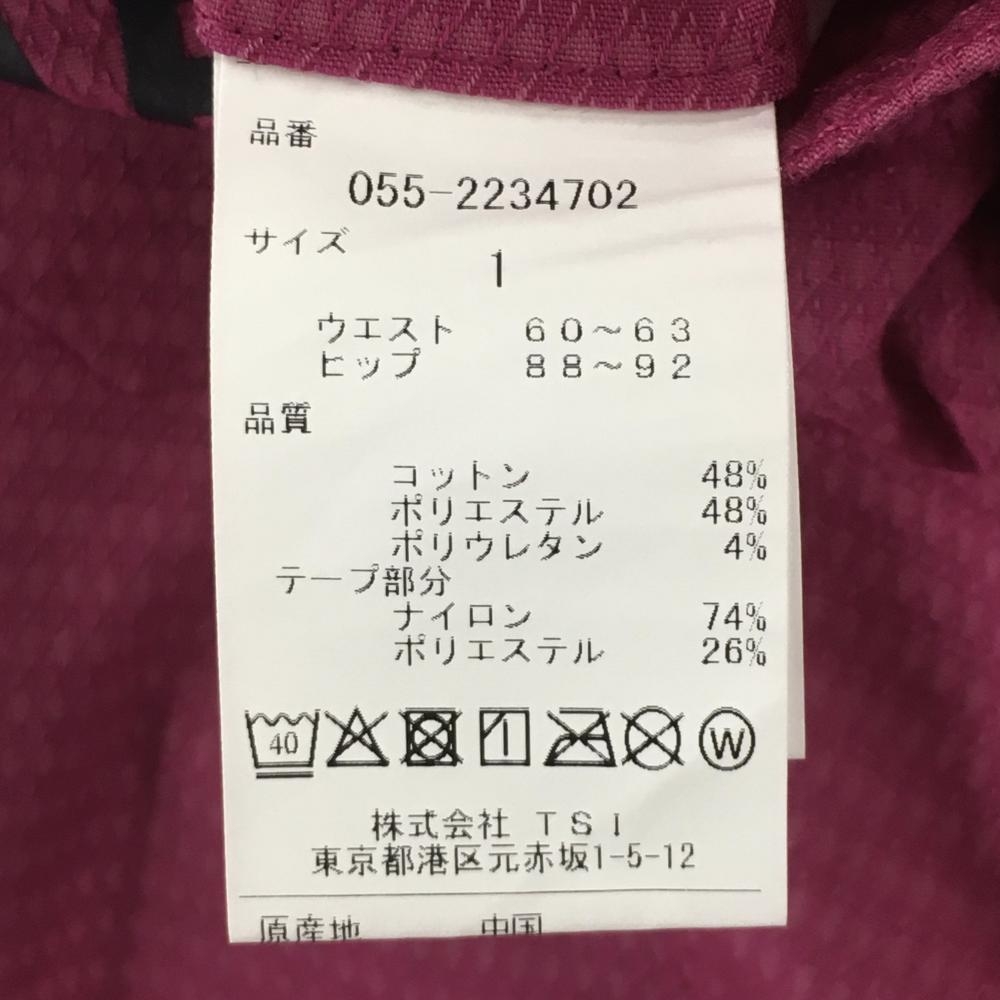 品番
055-2234702
サイズ
1
ウエスト 60～63
ヒップ 88～92
品質
コットン 48%
ポリエステル 48%
ポリウレタン 4%
テープ部分
ナイロン 74%
ポリエステル 26%
40 W
株式会社 TSI
東京都港区元赤坂1-5-12
原産地 中国